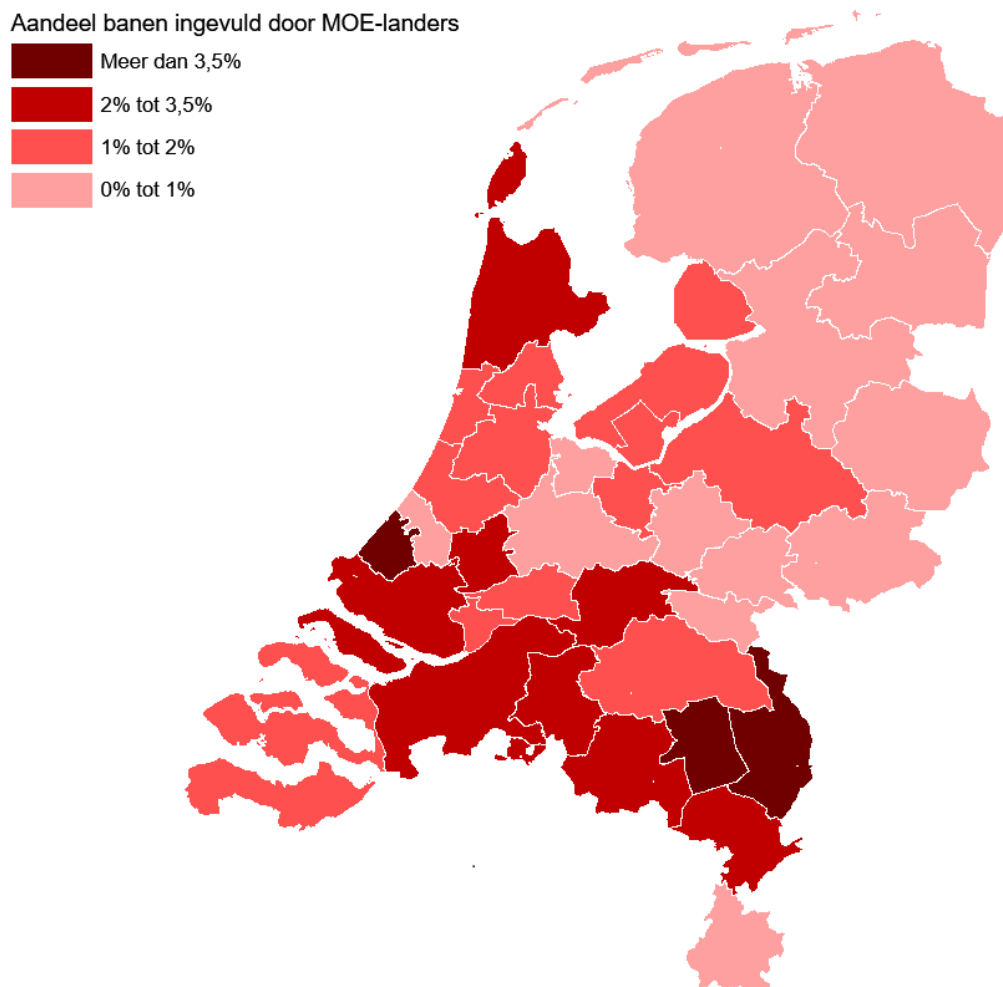 Aandeel banen ingevuld door MOE-landers
Meer dan 3,5%
2% tot 3,5%
1% tot 2%
0% tot 1%